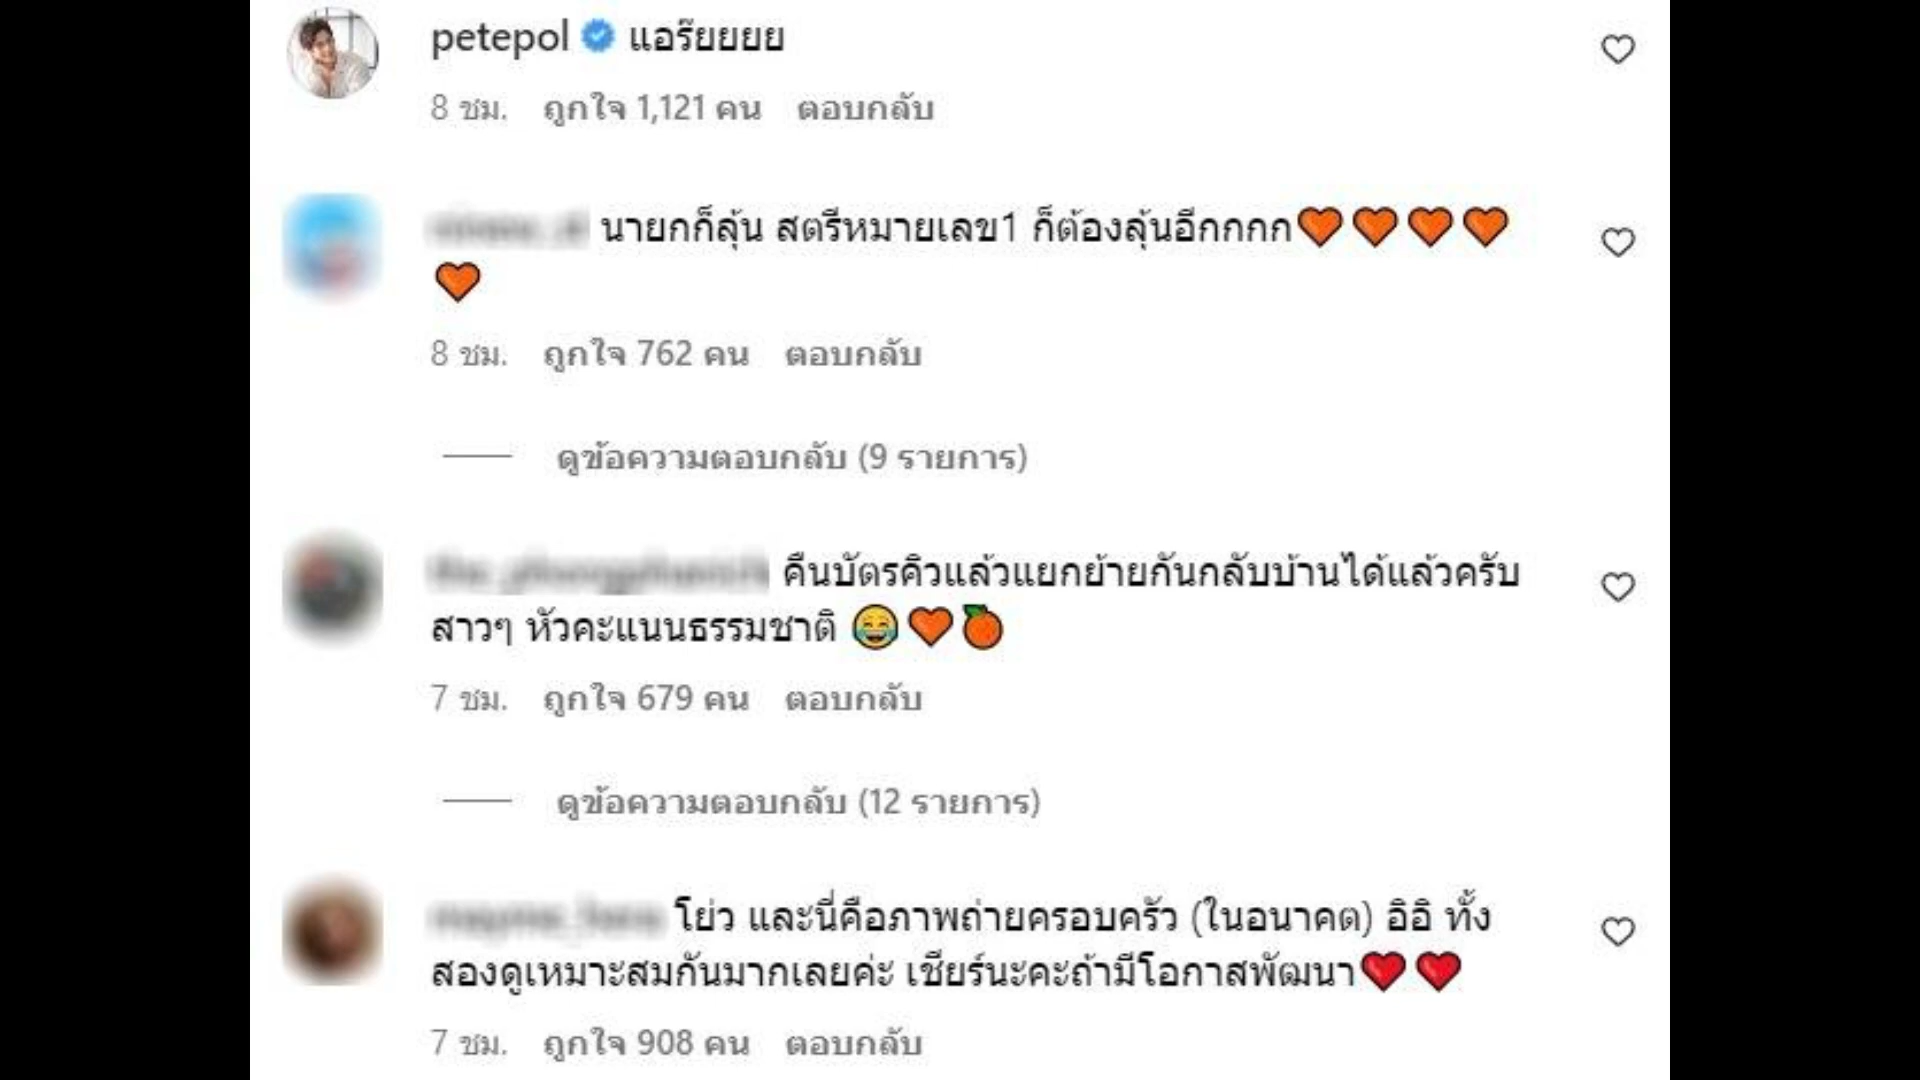 petepol แอร๊ยยยย
8 ชม. ถูกใจ 1,121 คน ตอบกลับ
นายกก็ลุ้น สตรีหมายเลข1 ก็ต้องลุ้นอีกกกก🧡🧡🧡🧡
🧡
8 ชม. ถูกใจ 762 คน ตอบกลับ
ดูข้อความตอบกลับ (9 รายการ)
คืนบัตรคิวแล้วแยกย้ายกันกลับบ้านได้แล้วครับ
สาวๆ หัวคะแนนธรรมชาติ 😂🧡🍊
7 ชม. ถูกใจ 679 คน ตอบกลับ
ดูข้อความตอบกลับ (12 รายการ)
โย่ว และนี่คือภาพถ่ายครอบครัว (ในอนาคต) อิอิ ทั้ง
สองดูเหมาะสมกันมากเลยค่ะ เชียร์นะคะถ้ามีโอกาสพัฒนา❤️❤️
7 ชม. ถูกใจ 908 คน ตอบกลับ